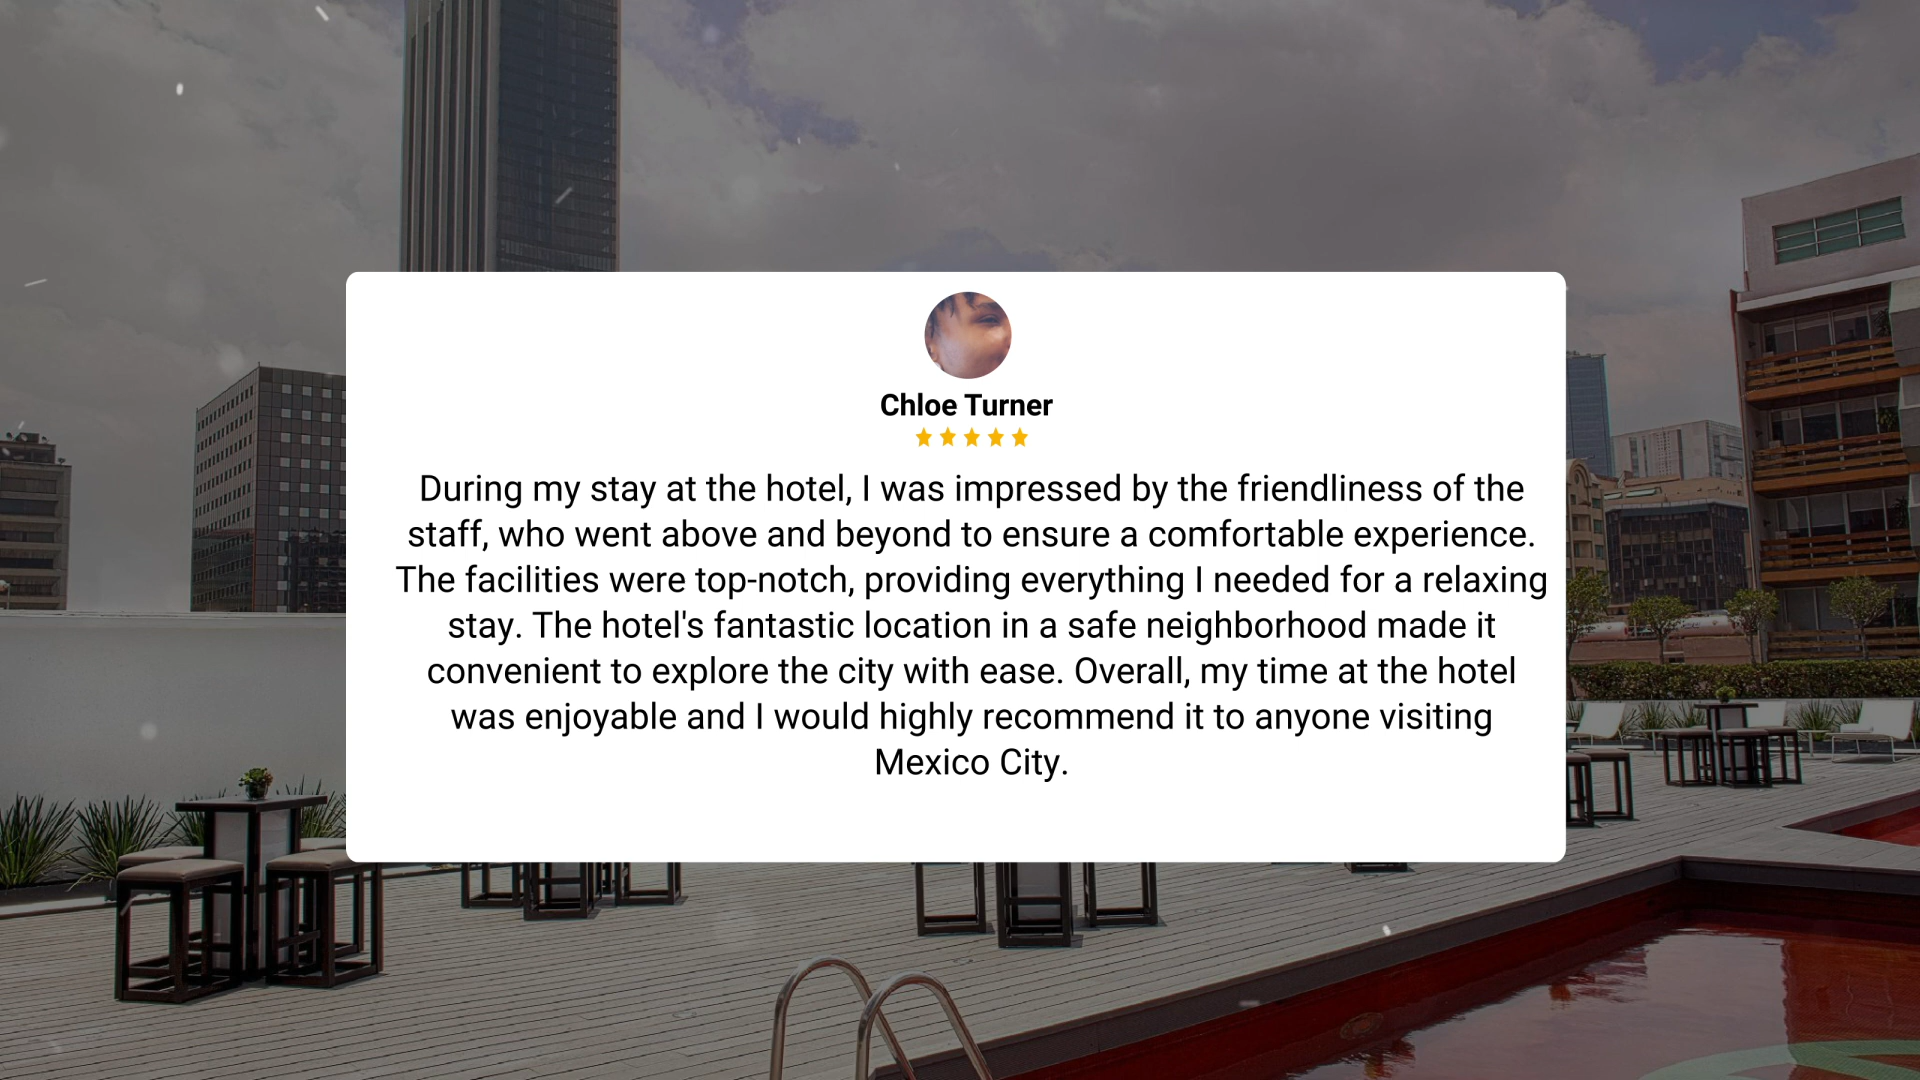 Chloe Turner
During my stay at the hotel, I was impressed by the friendliness of the
staff, who went above and beyond to ensure a comfortable experience.
The facilities were top-notch, providing everything I needed for a relaxing
stay. The hotel's fantastic location in a safe neighborhood made it
convenient to explore the city with ease. Overall, my time at the hotel
was enjoyable and I would highly recommend it to anyone visiting
Mexico City.